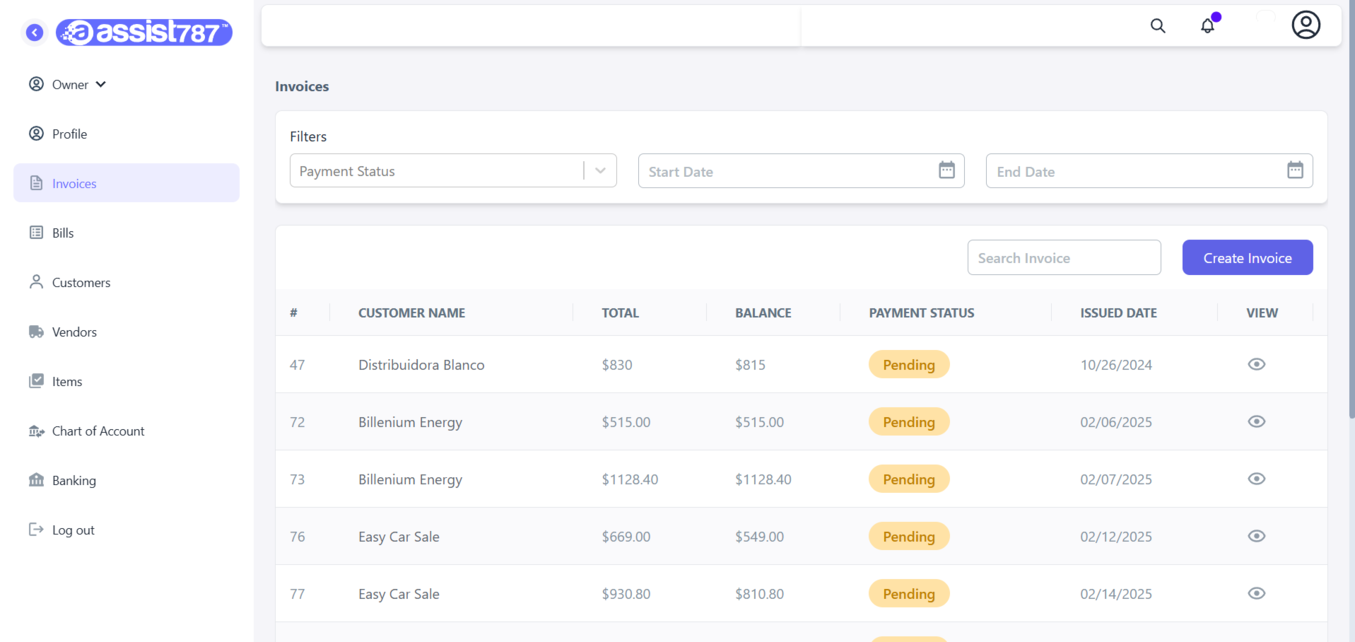 assist787™
Owner
Profile
Invoices
Bills
Customers
Vendors
Items
Chart of Account
Banking
Log out
Invoices
Filters
Payment Status
Start Date
End Date
Search Invoice
Create Invoice
# CUSTOMER NAME TOTAL BALANCE PAYMENT STATUS ISSUED DATE VIEW
47 Distribuidora Blanco $830 $815 Pending 10/26/2024
72 Billenium Energy $515.00 $515.00 Pending 02/06/2025
73 Billenium Energy $1128.40 $1128.40 Pending 02/07/2025
76 Easy Car Sale $669.00 $549.00 Pending 02/12/2025
77 Easy Car Sale $930.80 $810.80 Pending 02/14/2025